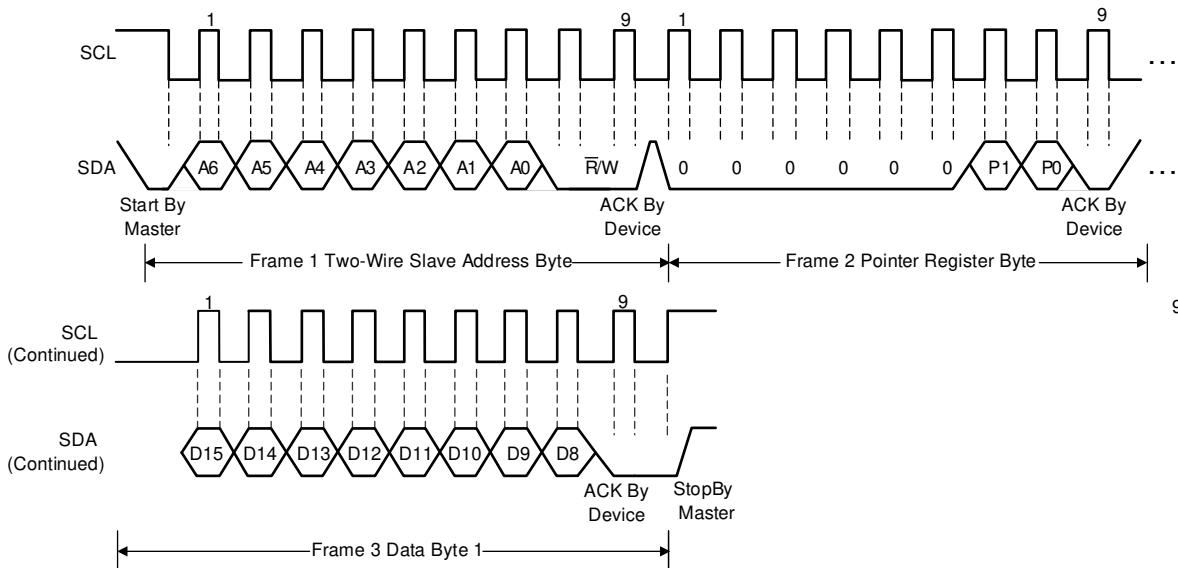 1 9 1 9
SCL
...
SDA A6 A5 A4 A3 A2 A1 A0 R̅/W 0 0 0 0 0 P1 P0 ...
Start By
Master
ACK By
Device
ACK By
Device
Frame 1 Two-Wire Slave Address Byte
Frame 2 Pointer Register Byte
1 9 9
SCL
(Continued)
SDA
(Continued)
D15 D14 D13 D12 D11 D10 D9 D8
ACK By
Device
StopBy
Master
Frame 3 Data Byte 1